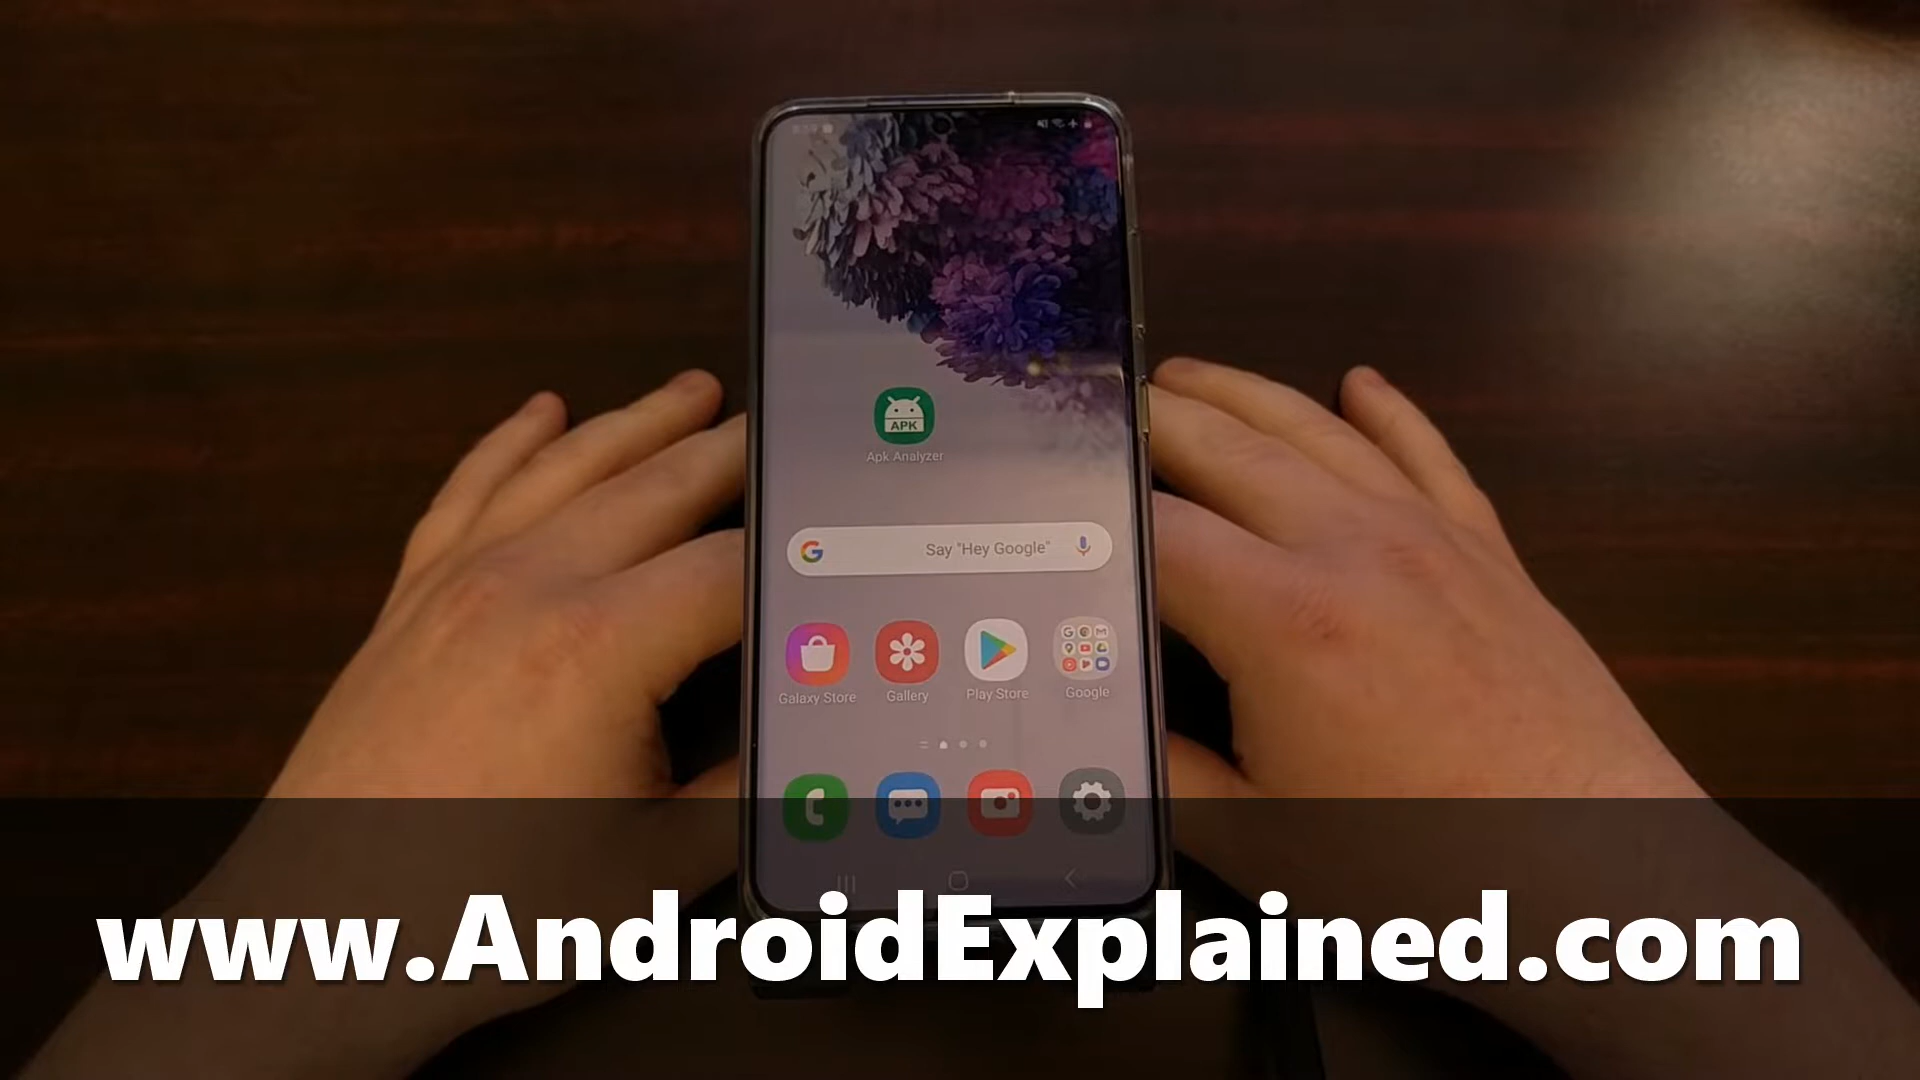 APK
Apk Analyzer
Say "Hey Google"
Galaxy Store
Gallery
Play Store
Google
www.AndroidExplained.com